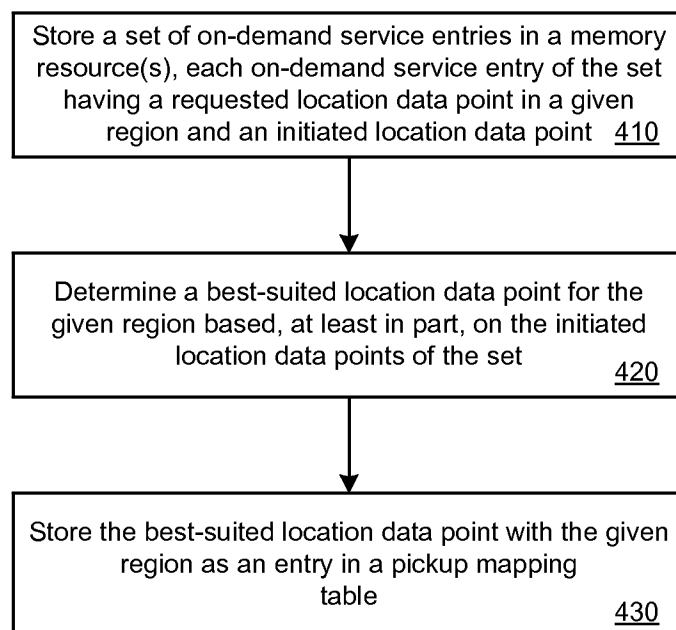 Store a set of on-demand service entries in a memory
resource(s), each on-demand service entry of the set
having a requested location data point in a given
region and an initiated location data point 410
Determine a best-suited location data point for the
given region based, at least in part, on the initiated
location data points of the set
420
Store the best-suited location data point with the given
region as an entry in a pickup mapping
table
430